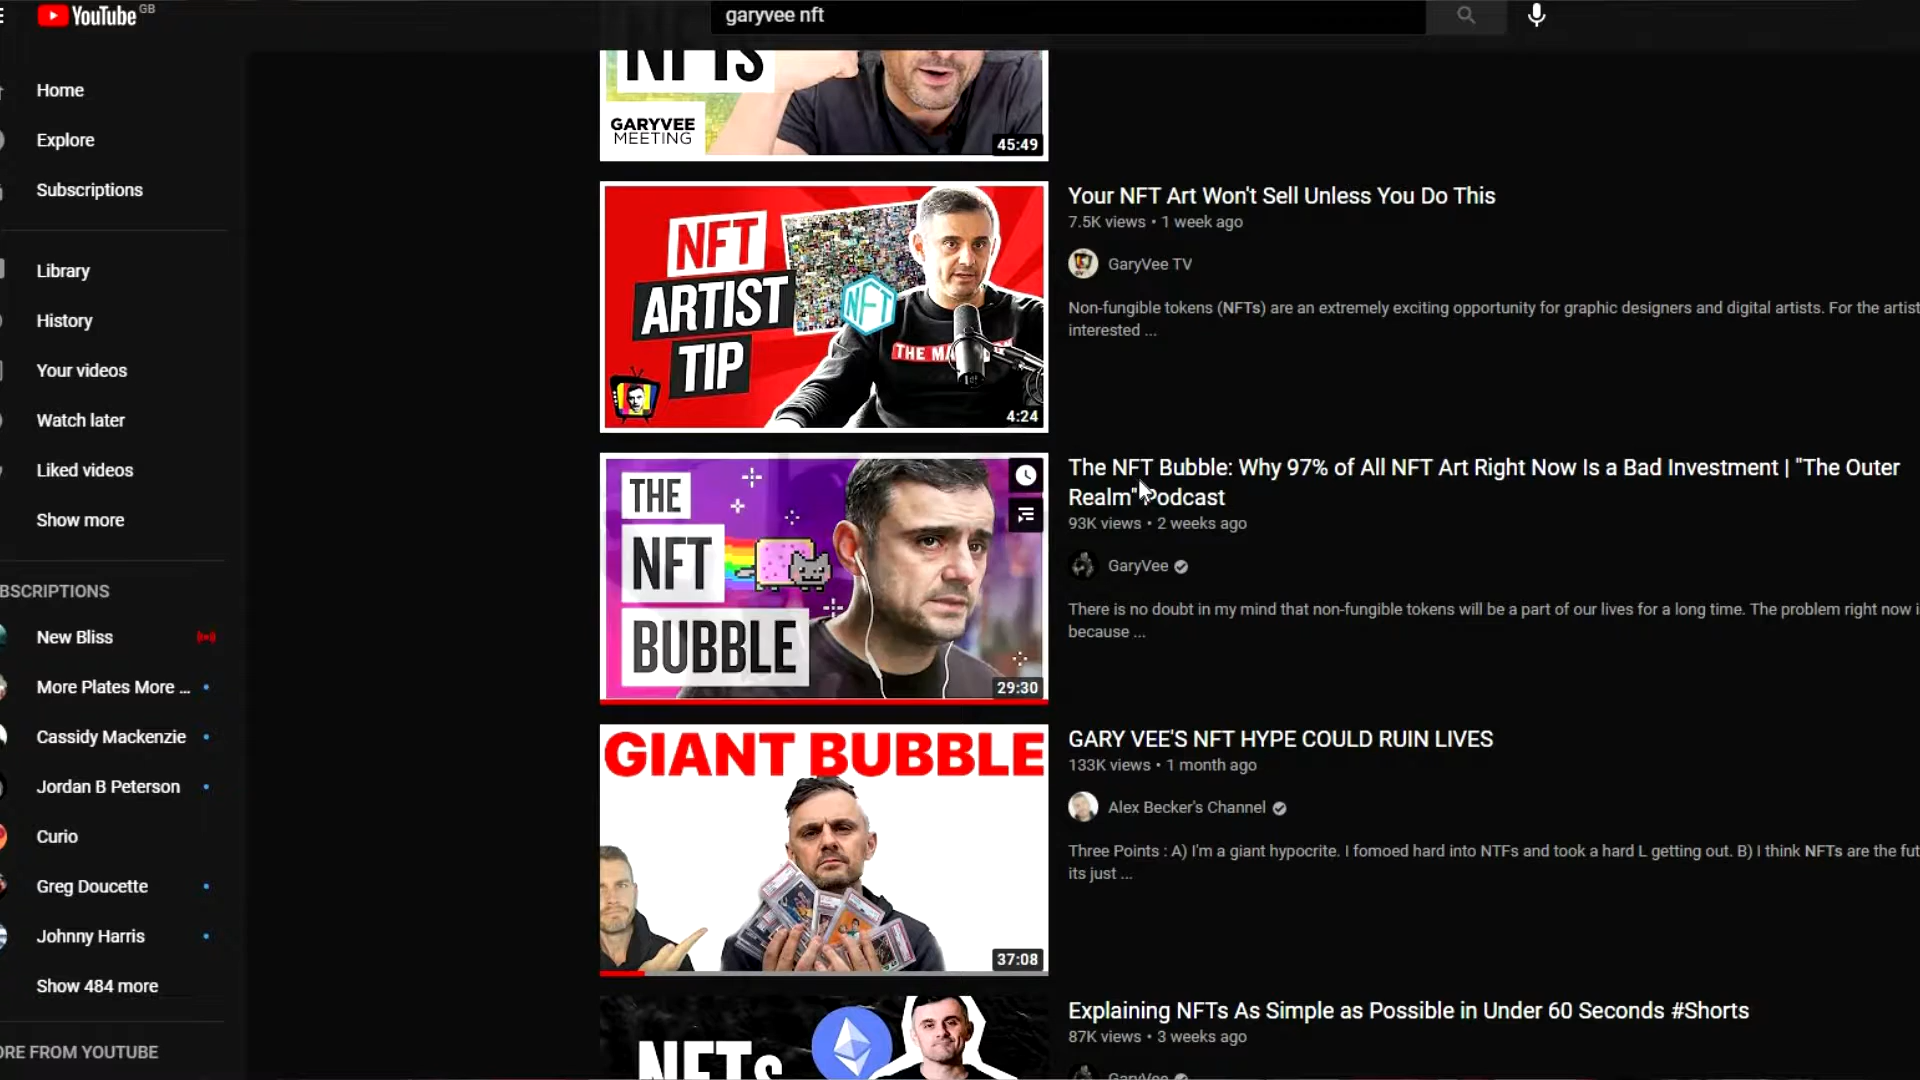 YouTube GB
garyvee nft
Home
Explore
Subscriptions
Library
History
Your videos
Watch later
Liked videos
Show more
BSCRIPTIONS
New Bliss
More Plates More ...
Cassidy Mackenzie
Jordan B Peterson
Curio
Greg Doucette
Johnny Harris
Show 484 more
ORE FROM YOUTUBE
NFTs
GARYVEE
MEETING
45:49
NFT
ARTIST
TIP
NFT
4:24
Your NFT Art Won't Sell Unless You Do This
7.5K views • 1 week ago
GaryVee TV
Non-fungible tokens (NFTs) are an extremely exciting opportunity for graphic designers and digital artists. For the artist
interested ...
THE
NFT
BUBBLE
29:30
The NFT Bubble: Why 97% of All NFT Art Right Now Is a Bad Investment | "The Outer
Realm" Podcast
93K views • 2 weeks ago
GaryVee
There is no doubt in my mind that non-fungible tokens will be a part of our lives for a long time. The problem right now i
because ...
GIANT BUBBLE
37:08
GARY VEE'S NFT HYPE COULD RUIN LIVES
133K views • 1 month ago
Alex Becker's Channel
Three Points : A) I'm a giant hypocrite. I fomoed hard into NTFs and took a hard L getting out. B) I think NFTs are the fut
its just ...
NFTs
Explaining NFTs As Simple as Possible in Under 60 Seconds #Shorts
87K views • 3 weeks ago
GaryVee